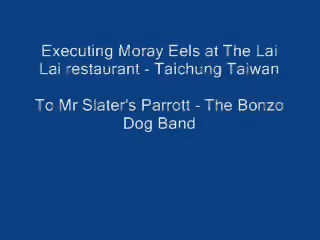 Executing Moray Eels at The Lai
Lai restaurant - Taichung Taiwan
To Mr Slater's Parrott - The Bonzo
Dog Band